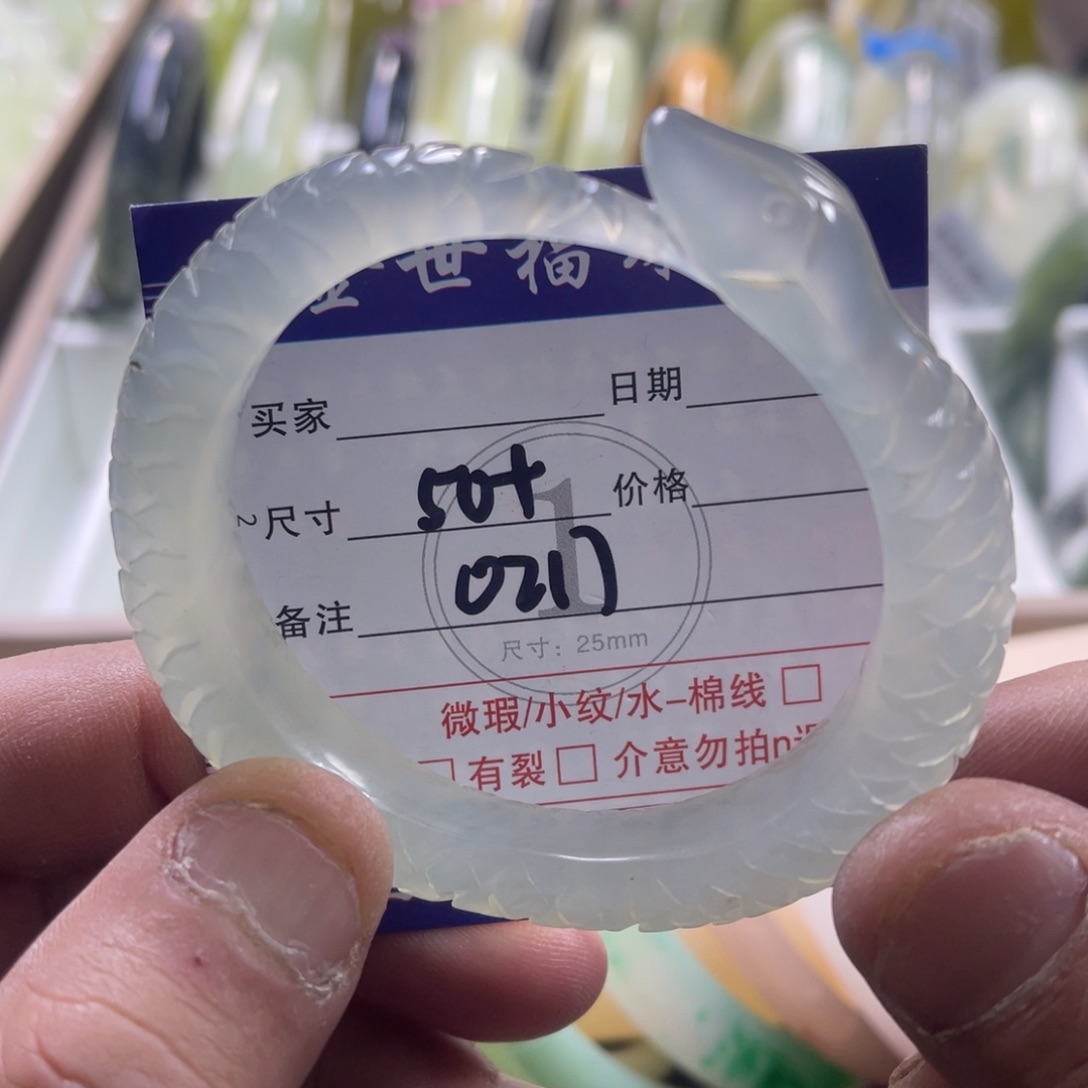 世福
买家 日期
尺寸 50+ 价格
备注 0217
1
尺寸：25mm
微瑕/小纹/水-棉线 □
□有裂□ 介意勿拍